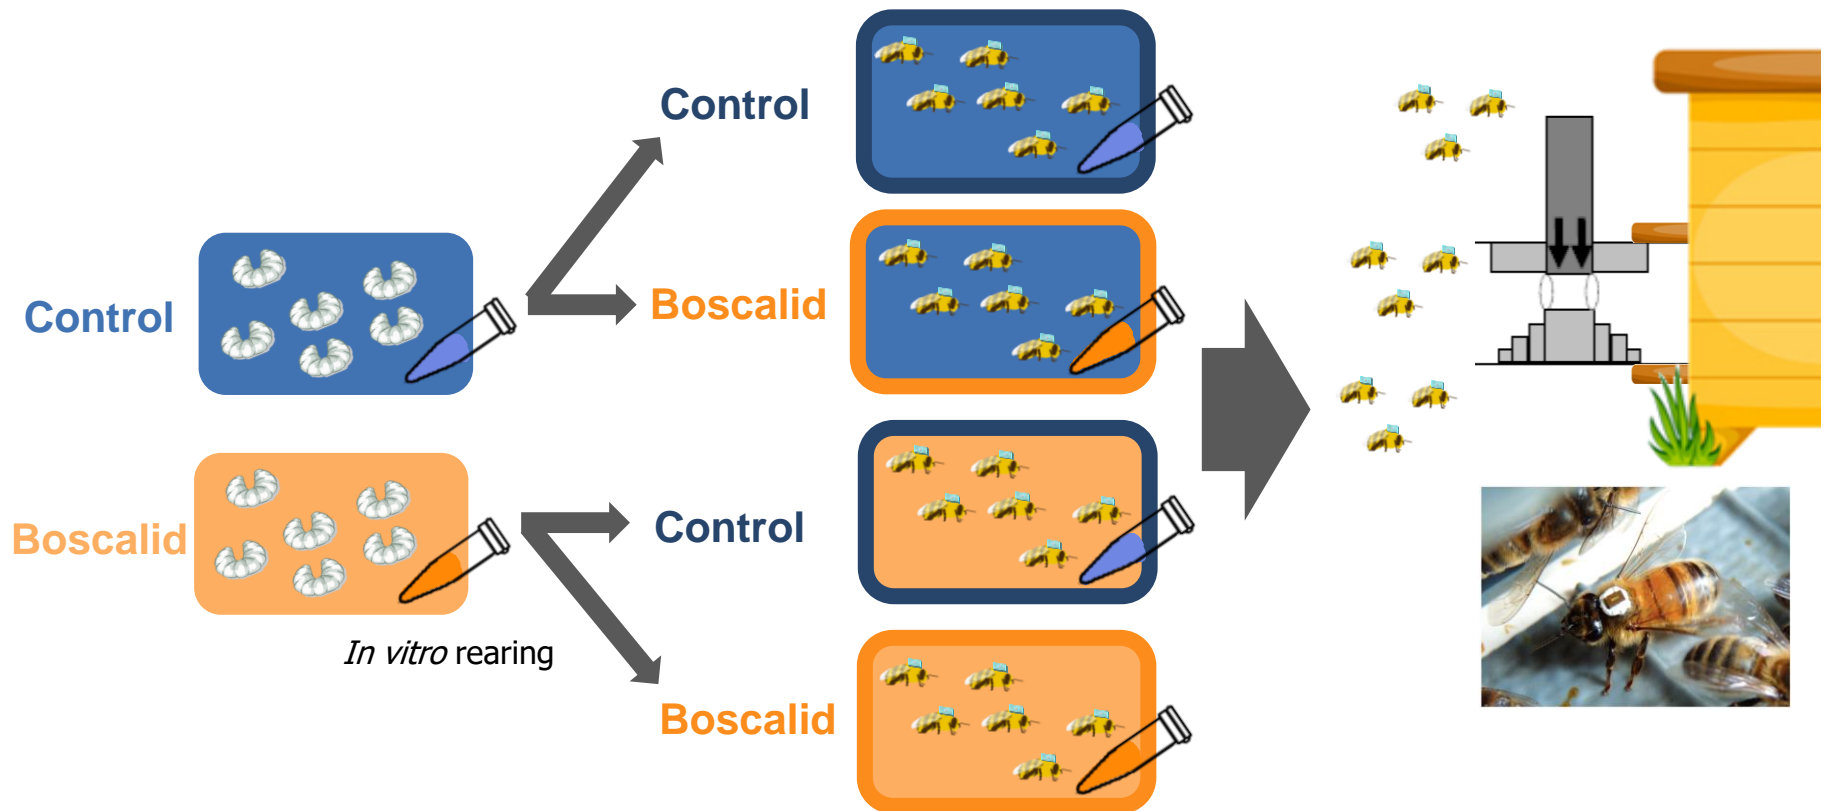 Control
Boscalid
Control
Boscalid
Control
Boscalid
In vitro rearing